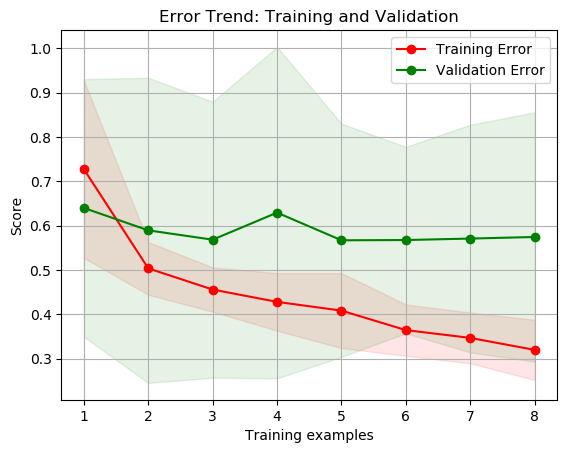 Error Trend: Training and Validation
Training Error
Validation Error
1.0
0.9
0.8
0.7
0.6
0.5
0.4
0.3
Score
1 2 3 4 5 6 7 8
Training examples